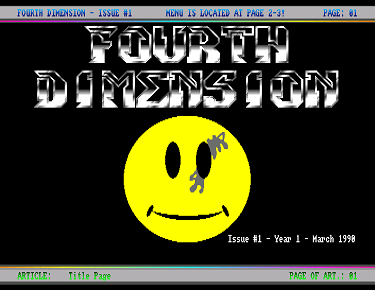 FOURTH DIMENSION - ISSUE #1 MENU IS LOCATED AT PAGE 2-3! PAGE: 01
FOURTH
DIMENSION
Issue #1 - Year 1 - March 1990
ARTICLE: Title Page PAGE OF ART.: 01